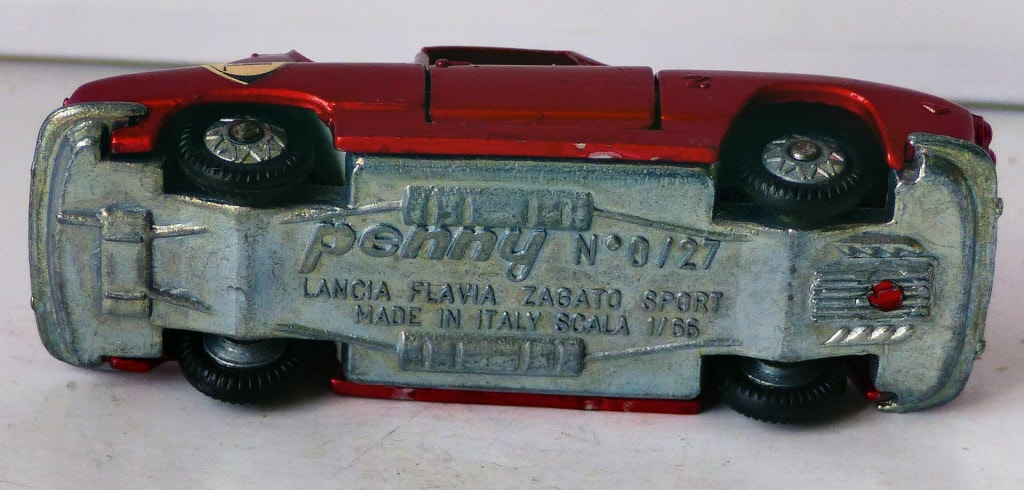 penny N° 0/27
LANCIA FLAVIA ZAGATO SPORT
MADE IN ITALY SCALA 1/66